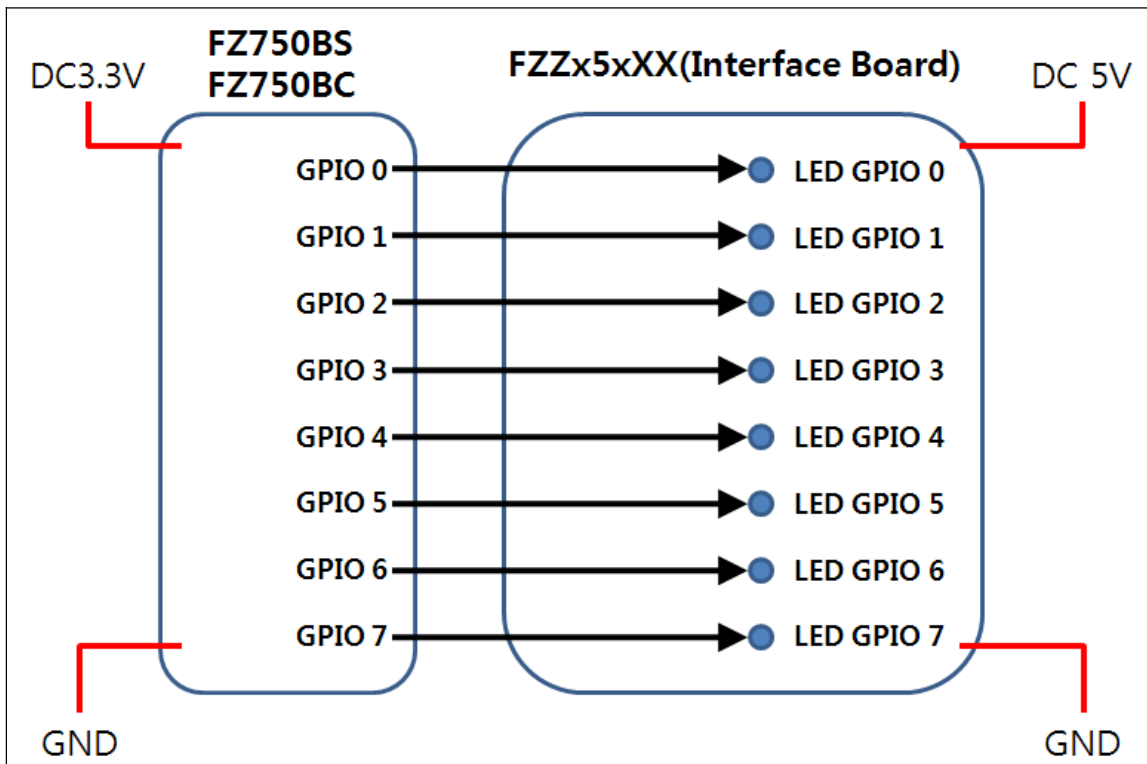 FZ750BS
FZ750BC
FZZx5xXX(Interface Board)
DC3.3V
DC 5V
GPIO 0
LED GPIO 0
GPIO 1
LED GPIO 1
GPIO 2
LED GPIO 2
GPIO 3
LED GPIO 3
GPIO 4
LED GPIO 4
GPIO 5
LED GPIO 5
GPIO 6
LED GPIO 6
GPIO 7
LED GPIO 7
GND
GND